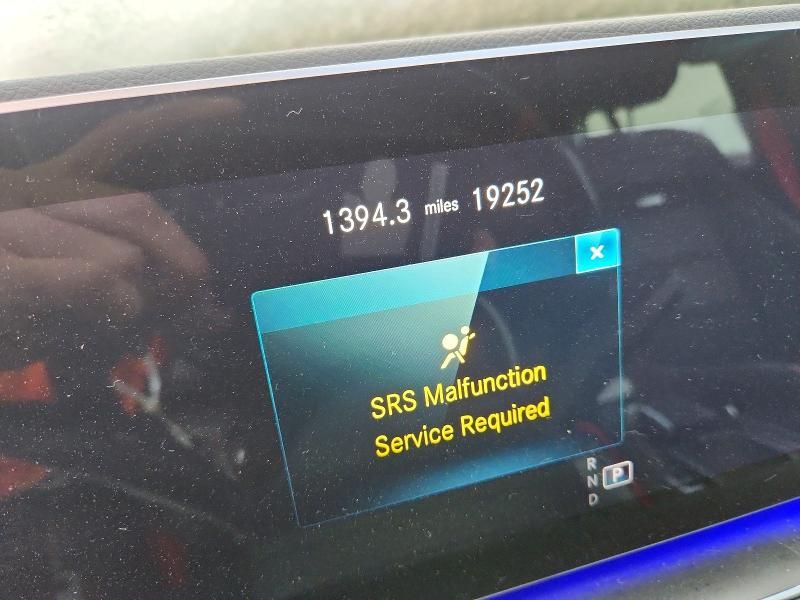 1394.3 miles 19252
x
SRS Malfunction
Service Required
R
N P
D